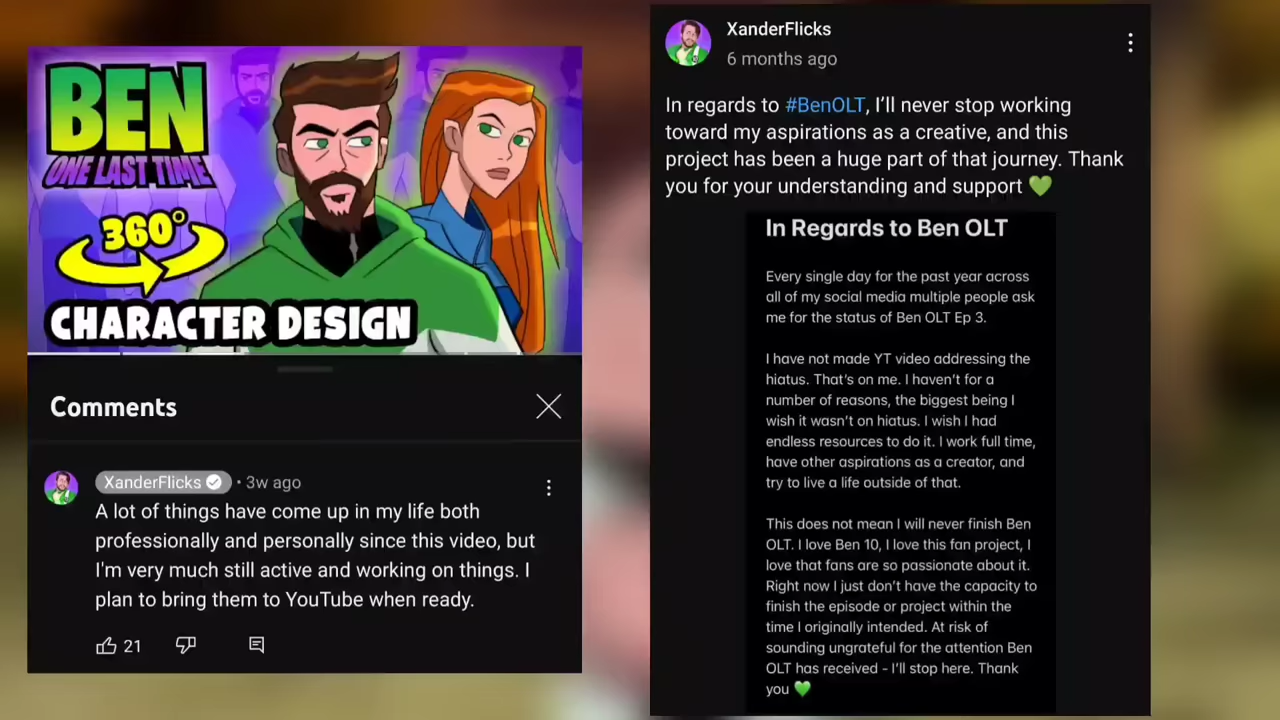 BEN
ONE LAST TIME
360°
CHARACTER DESIGN
Comments
XanderFlicks • 3w ago
A lot of things have come up in my life both
professionally and personally since this video, but
I'm very much still active and working on things. I
plan to bring them to YouTube when ready.
21
XanderFlicks
6 months ago
In regards to #BenOLT, I'll never stop working
toward my aspirations as a creative, and this
project has been a huge part of that journey. Thank
you for your understanding and support 💚
In Regards to Ben OLT
Every single day for the past year across
all of my social media multiple people ask
me for the status of Ben OLT Ep 3.
I have not made YT video addressing the
hiatus. That's on me. I haven't for a
number of reasons, the biggest being I
wish it wasn't on hiatus. I wish I had
endless resources to do it. I work full time,
have other aspirations as a creator, and
try to live a life outside of that.
This does not mean I will never finish Ben
OLT. I love Ben 10, I love this fan project, I
love that fans are so passionate about it.
Right now I just don't have the capacity to
finish the episode or project within the
time I originally intended. At risk of
sounding ungrateful for the attention Ben
OLT has received - I'll stop here. Thank
you 💚